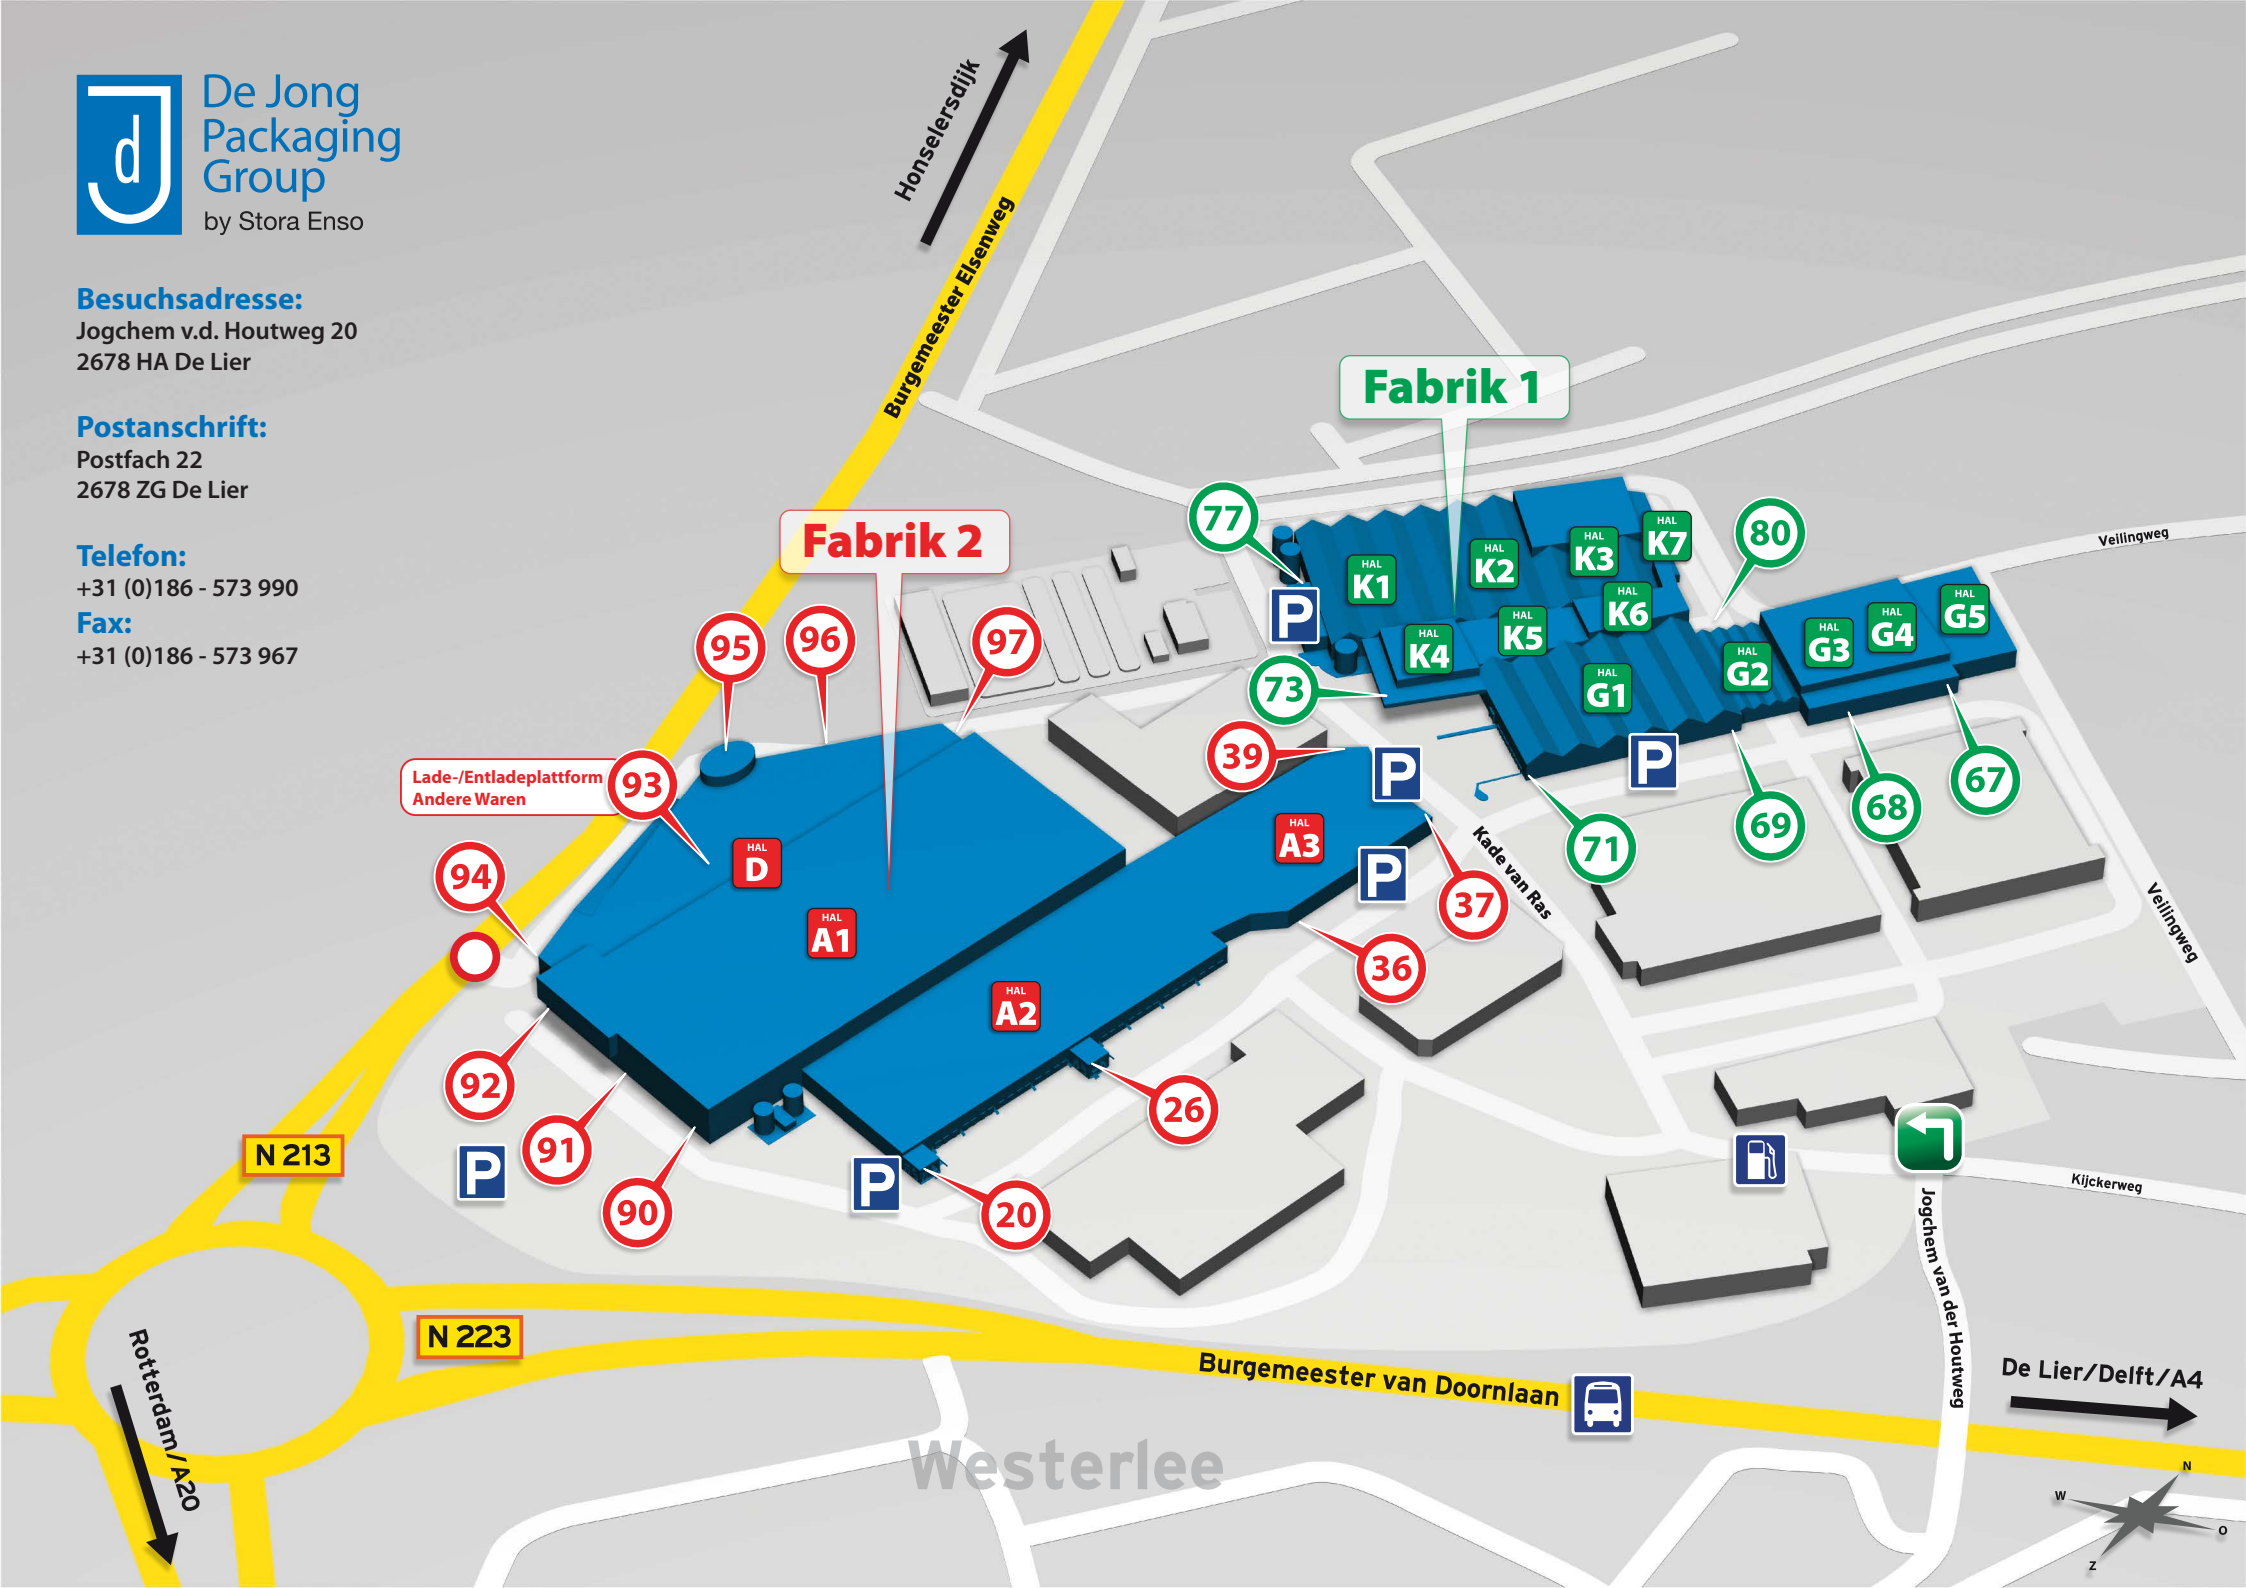 De Jong
Packaging
Group
by Stora Enso
Besuchsadresse:
Jogchem v.d. Houtweg 20
2678 HA De Lier
Postanschrift:
Postfach 22
2678 ZG De Lier
Telefon:
+31 (0)186 - 573 990
Fax:
+31 (0)186 - 573 967
Honselersdijk
Burgemeester Elsenweg
Fabrik 1
Fabrik 2
77
80
HAL
K1
HAL
K2
HAL
K3
HAL
K7
HAL
K4
HAL
K5
HAL
K6
HAL
G1
HAL
G2
HAL
G3
HAL
G4
HAL
G5
Veilingweg
P
73
95
96
97
39
P
P
Lade-/Entladeplattform
Andere Waren
93
94
HAL
D
HAL
A1
HAL
A2
HAL
A3
P
37
36
71
69
68
67
Kade van Ras
Veilingweg
92
91
90
P
P
20
26
N 213
N 223
Kijckerweg
Jogchem van der Houtweg
Rotterdam/A20
Burgemeester van Doornlaan
De Lier/Delft/A4
Westerlee
N
W
O
Z